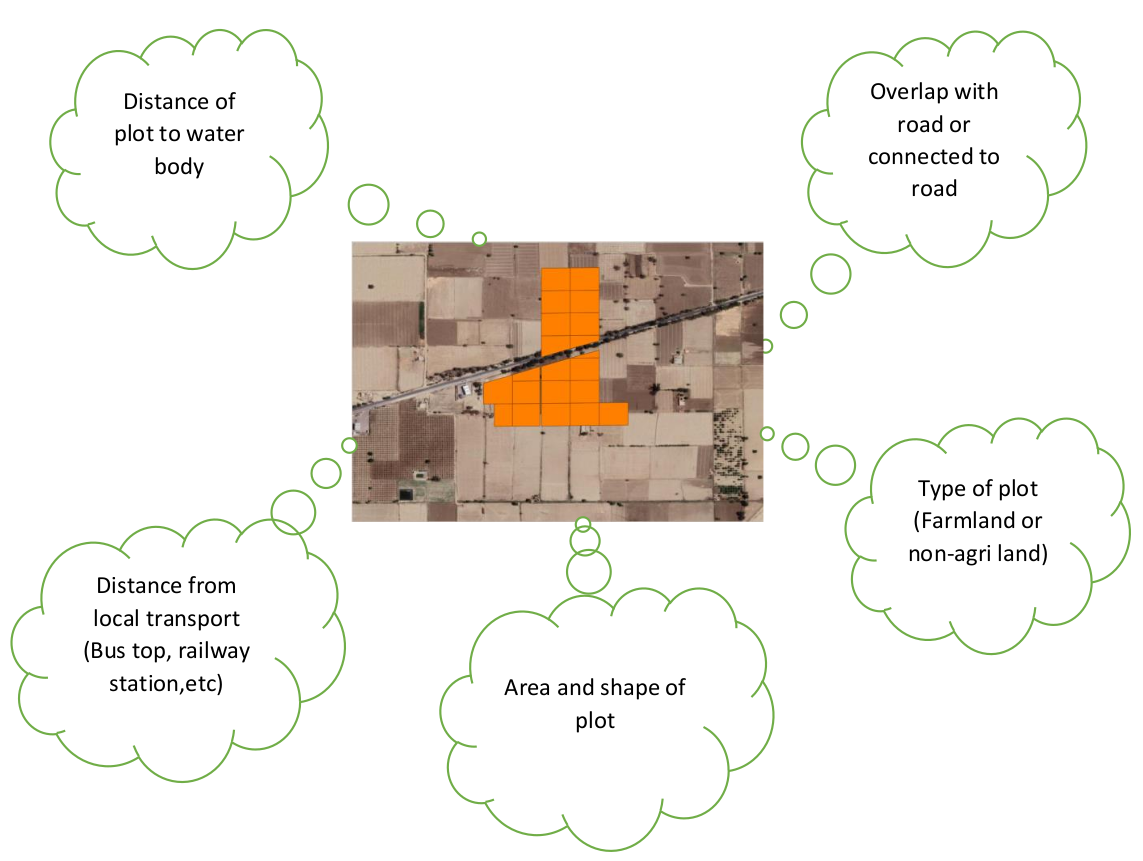 Distance of
plot to water
body
Overlap with
road or
connected to
road
Type of plot
(Farmland or
non-agri land)
Distance from
local transport
(Bus top, railway
station,etc)
Area and shape of
plot